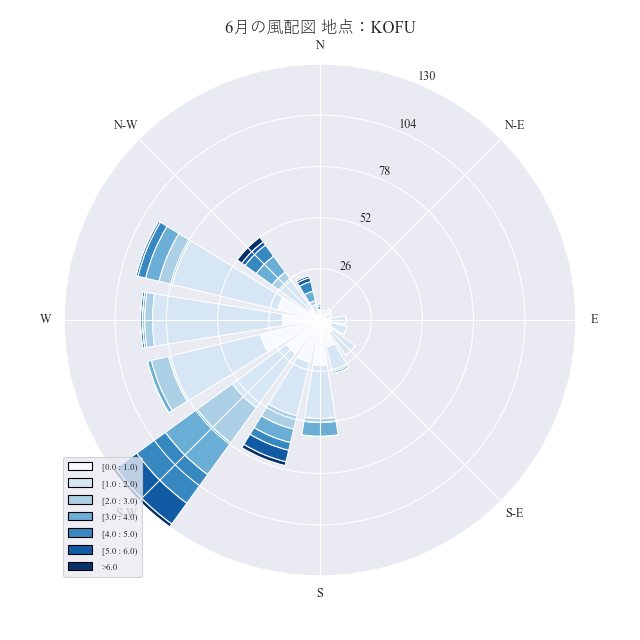 6月の風配図 地点：KOFU
N
130
N-W
104
N-E
78
52
26
W
E
[0.0 : 1.0)
[1.0 : 2.0)
[2.0 : 3.0)
[3.0 : 4.0)
[4.0 : 5.0)
[5.0 : 6.0)
>6.0
S-W
S-E
S